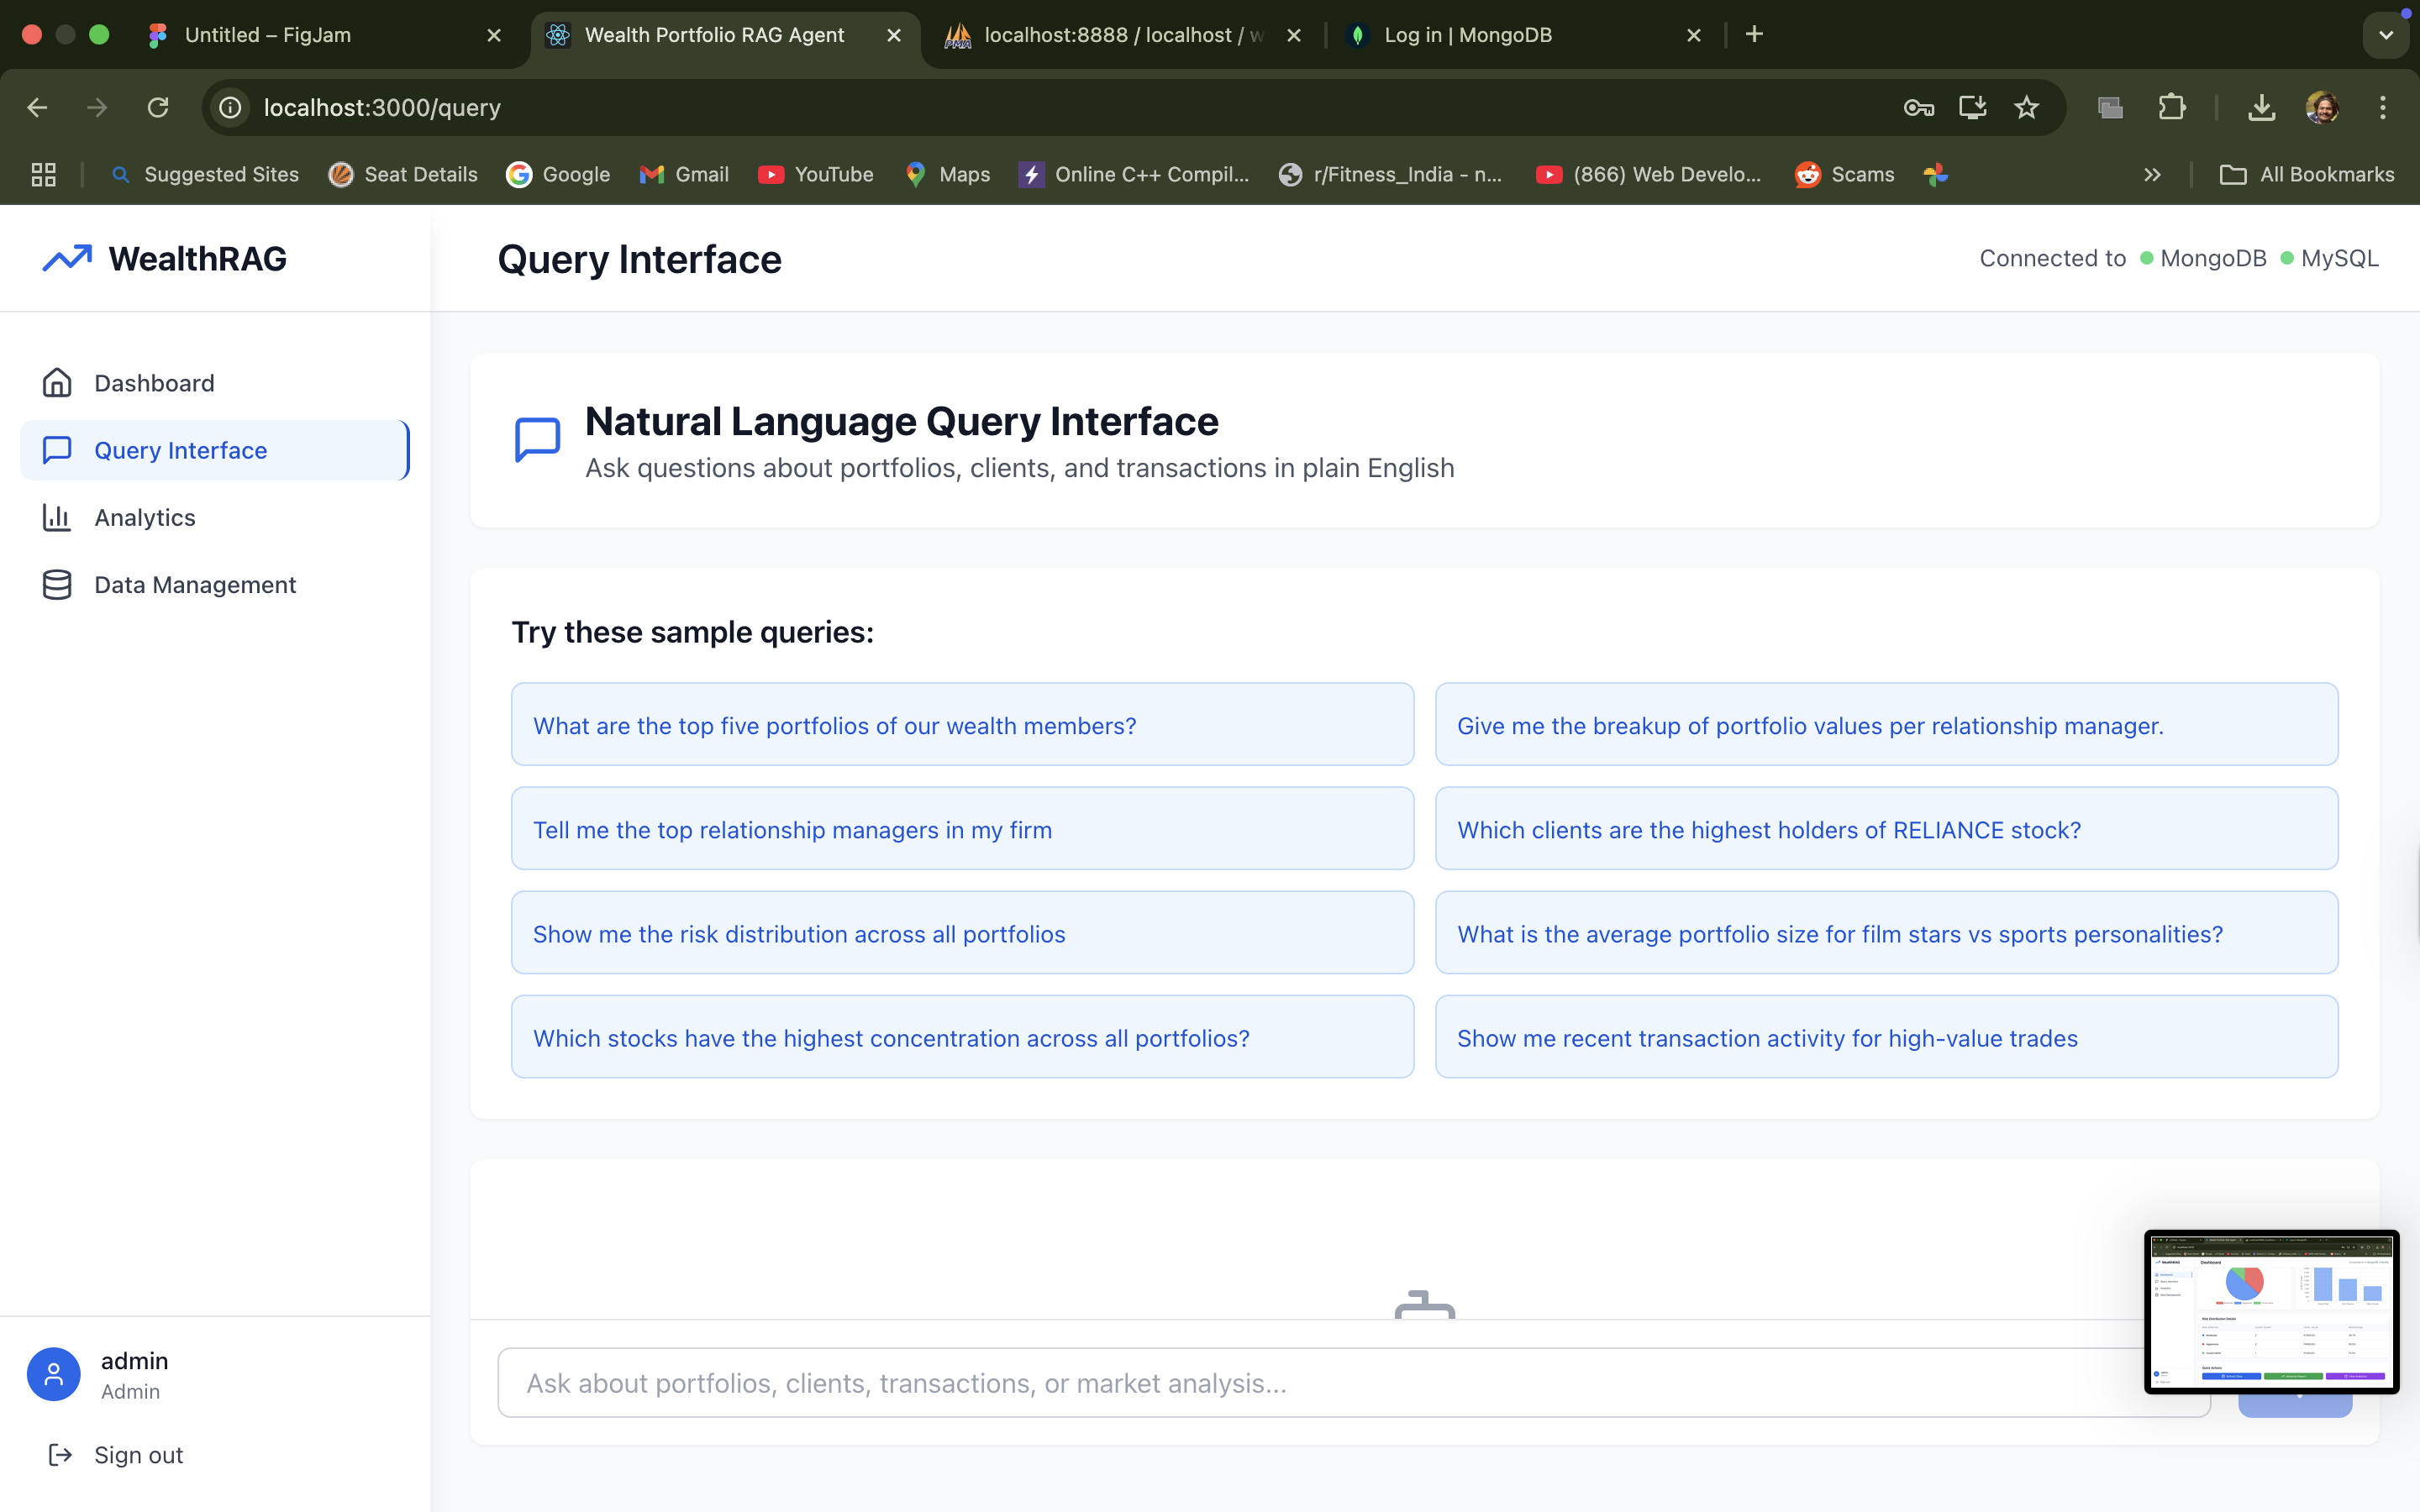 Untitled – FigJam
Wealth Portfolio RAG Agent
localhost:8888 / localhost / w
Log in | MongoDB
localhost:3000/query
Suggested Sites
Seat Details
Google
Gmail
YouTube
Maps
Online C++ Compil...
r/Fitness_India - n...
(866) Web Develo...
Scams
All Bookmarks
WealthRAG
Query Interface
Connected to MongoDB MySQL
Dashboard
Query Interface
Analytics
Data Management
Natural Language Query Interface
Ask questions about portfolios, clients, and transactions in plain English
Try these sample queries:
What are the top five portfolios of our wealth members?
Give me the breakup of portfolio values per relationship manager.
Tell me the top relationship managers in my firm
Which clients are the highest holders of RELIANCE stock?
Show me the risk distribution across all portfolios
What is the average portfolio size for film stars vs sports personalities?
Which stocks have the highest concentration across all portfolios?
Show me recent transaction activity for high-value trades
Ask about portfolios, clients, transactions, or market analysis...
admin
Admin
Sign out